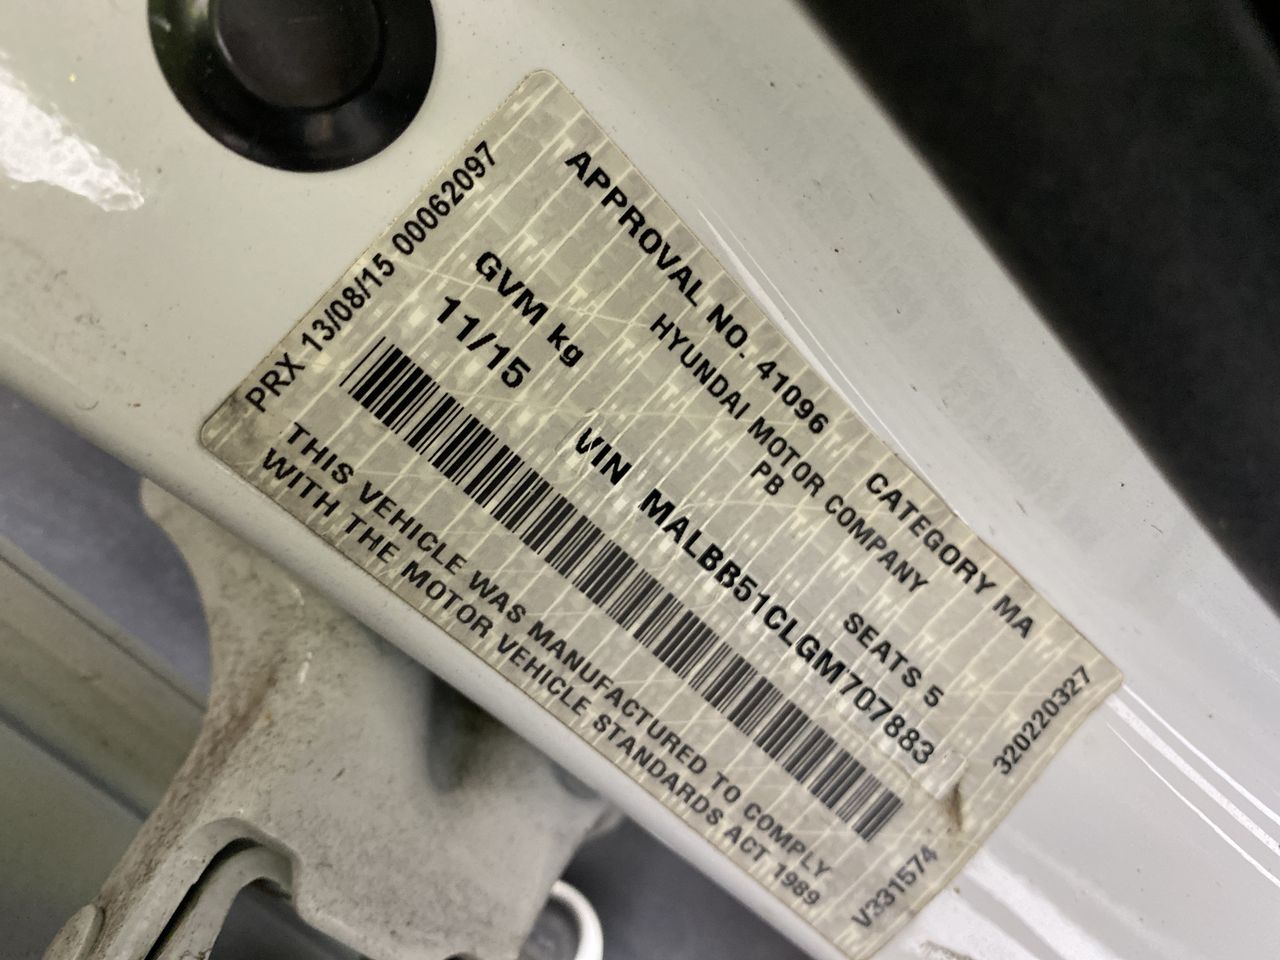 PRX 13/08/15 00062097
APPROVAL NO. 41096 CATEGORY MA
HYUNDAI MOTOR COMPANY
PB
GVM kg SEATS 5
11/15 VIN MALBB51CLGM707883
THIS VEHICLE WAS MANUFACTURED TO COMPLY
WITH THE MOTOR VEHICLE STANDARDS ACT 1989
320220327
V331574